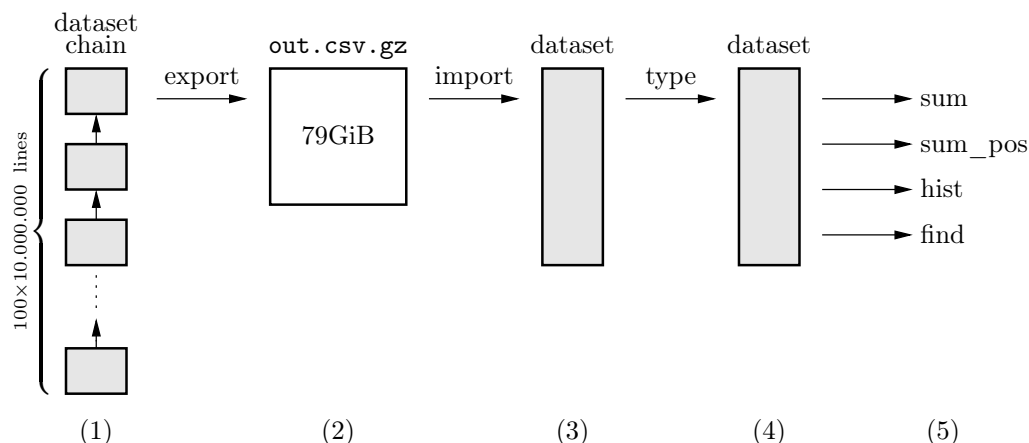 dataset
chain
out.csv.gz
dataset
dataset
export
import
type
79GiB
sum
sum_pos
hist
find
100×10.000.000 lines
(1)
(2)
(3)
(4)
(5)